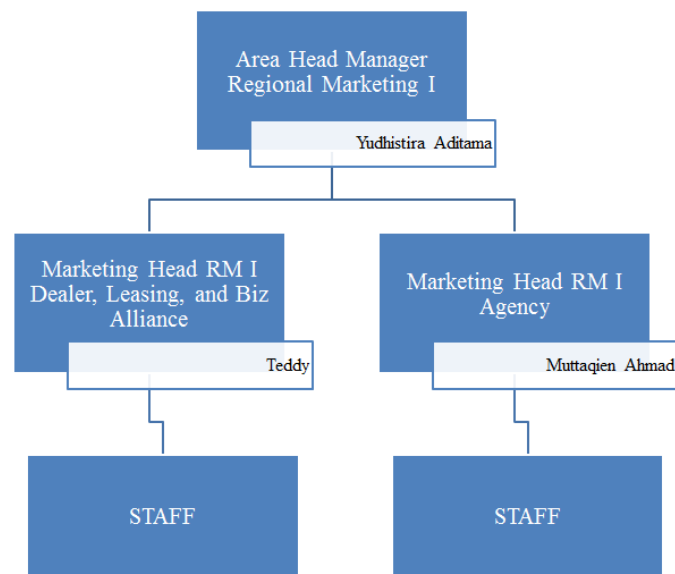 Area Head Manager
Regional Marketing I
Yudhistira Aditama
Marketing Head RM I
Dealer, Leasing, and Biz
Alliance
Teddy
Marketing Head RM I
Agency
Muttaqien Ahmad
STAFF
STAFF